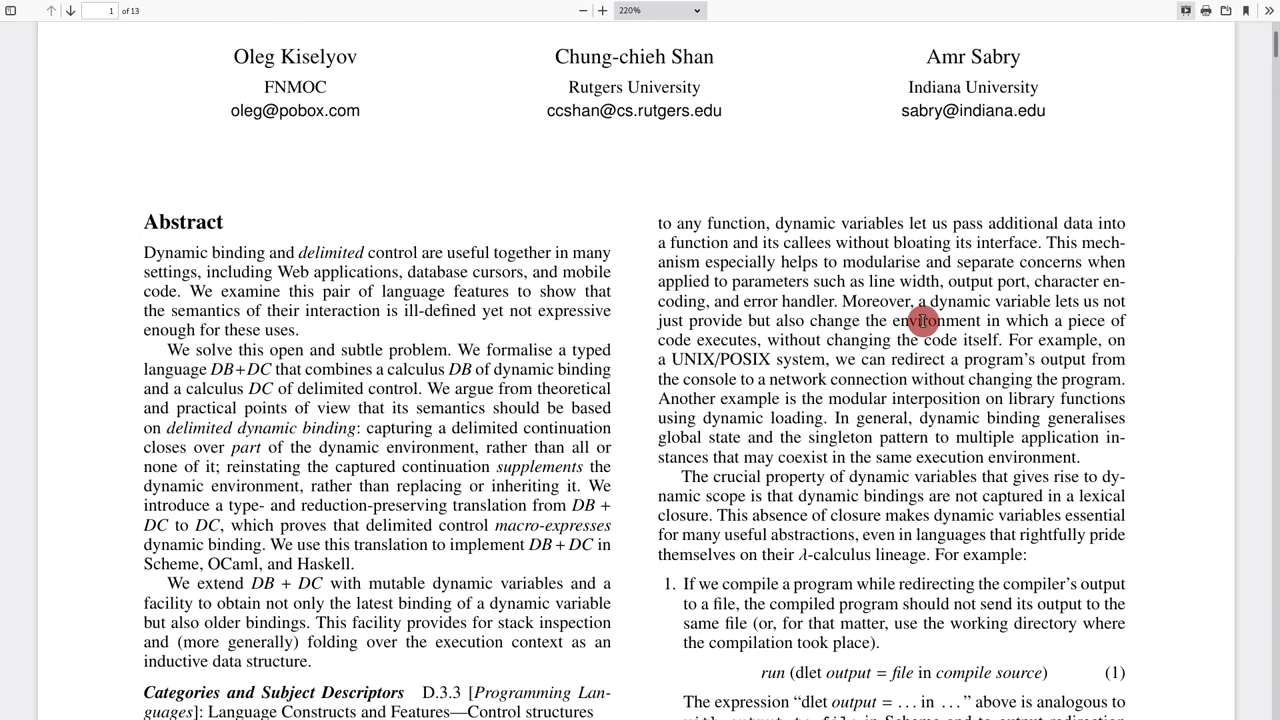 1 of 13 220%
Oleg Kiselyov Chung-chieh Shan Amr Sabry
FNMOC Rutgers University Indiana University
oleg@pobox.com ccshan@cs.rutgers.edu sabry@indiana.edu
Abstract
Dynamic binding and delimited control are useful together in many
settings, including Web applications, database cursors, and mobile
code. We examine this pair of language features to show that
the semantics of their interaction is ill-defined yet not expressive
enough for these uses.
We solve this open and subtle problem. We formalise a typed
language DB+DC that combines a calculus DB of dynamic binding
and a calculus DC of delimited control. We argue from theoretical
and practical points of view that its semantics should be based
on delimited dynamic binding: capturing a delimited continuation
closes over part of the dynamic environment, rather than all or
none of it; reinstating the captured continuation supplements the
dynamic environment, rather than replacing or inheriting it. We
introduce a type- and reduction-preserving translation from DB +
DC to DC, which proves that delimited control macro-expresses
dynamic binding. We use this translation to implement DB + DC in
Scheme, OCaml, and Haskell.
We extend DB + DC with mutable dynamic variables and a
facility to obtain not only the latest binding of a dynamic variable
but also older bindings. This facility provides for stack inspection
and (more generally) folding over the execution context as an
inductive data structure.
Categories and Subject Descriptors D.3.3 [Programming Lan-
guages]: Language Constructs and Features—Control structures
to any function, dynamic variables let us pass additional data into
a function and its callees without bloating its interface. This mech-
anism especially helps to modularise and separate concerns when
applied to parameters such as line width, output port, character en-
coding, and error handler. Moreover, a dynamic variable lets us not
just provide but also change the environment in which a piece of
code executes, without changing the code itself. For example, on
a UNIX/POSIX system, we can redirect a program's output from
the console to a network connection without changing the program.
Another example is the modular interposition on library functions
using dynamic loading. In general, dynamic binding generalises
global state and the singleton pattern to multiple application in-
stances that may coexist in the same execution environment.
The crucial property of dynamic variables that gives rise to dy-
namic scope is that dynamic bindings are not captured in a lexical
closure. This absence of closure makes dynamic variables essential
for many useful abstractions, even in languages that rightfully pride
themselves on their λ-calculus lineage. For example:
1. If we compile a program while redirecting the compiler's output
to a file, the compiled program should not send its output to the
same file (or, for that matter, use the working directory where
the compilation took place).
run (dlet output = file in compile source) (1)
The expression “dlet output = ... in ...” above is analogous to
with-output-to-file in Scheme and to output redirection